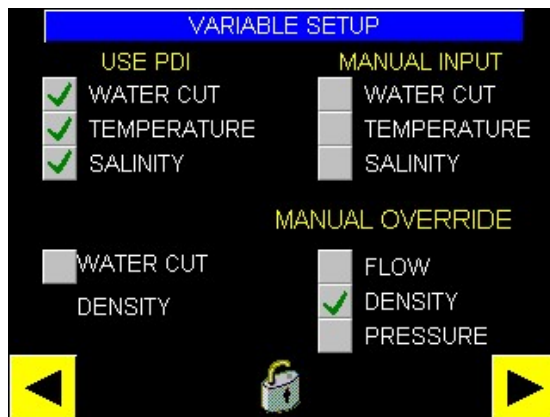 VARIABLE SETUP
USE PDI
WATER CUT
TEMPERATURE
SALINITY
MANUAL INPUT
WATER CUT
TEMPERATURE
SALINITY
WATER CUT
DENSITY
MANUAL OVERRIDE
FLOW
DENSITY
PRESSURE